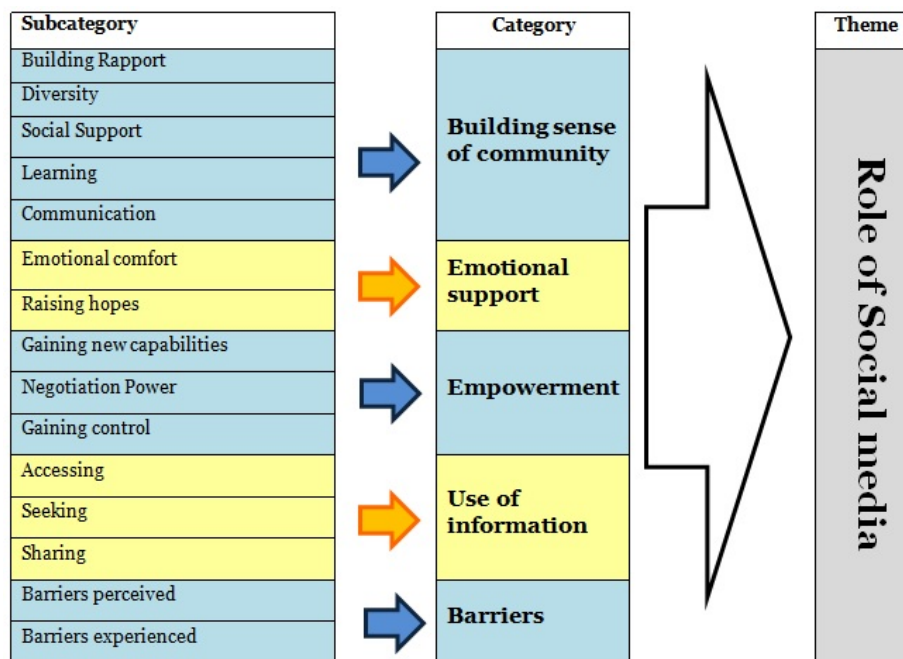 Subcategory
Building Rapport
Diversity
Social Support
Learning
Communication
Emotional comfort
Raising hopes
Gaining new capabilities
Negotiation Power
Gaining control
Accessing
Seeking
Sharing
Barriers perceived
Barriers experienced
Category
Building sense
of community
Emotional
support
Empowerment
Use of
information
Barriers
Theme
Role of Social media